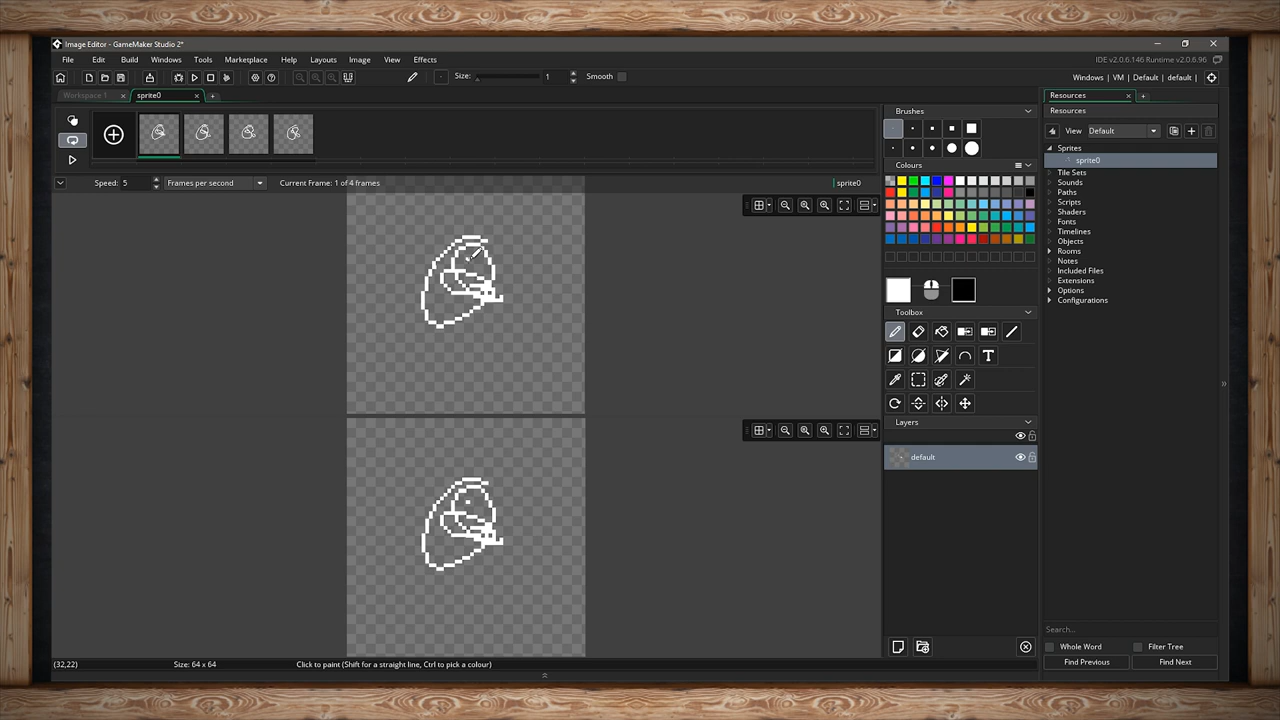 Image Editor - GameMaker Studio 2*
File Edit Build Windows Tools Marketplace Help Layouts Image View Effects
IDE v2.0.6.146 Runtime v2.0.6.96
Size: 1 Smooth
Windows | VM | Default | default |
Workspace 1 sprite0
Resources
Brushes
Resources
View Default
Sprites
sprite0
Tile Sets
Sounds
Paths
Scripts
Shaders
Fonts
Timelines
Objects
Rooms
Notes
Included Files
Extensions
Options
Configurations
Colours
Speed: 5 Frames per second Current Frame: 1 of 4 frames sprite0
Toolbox
T
Layers
default
Search...
Whole Word Filter Tree
Find Previous Find Next
(32,22) Size: 64 x 64 Click to paint (Shift for a straight line, Ctrl to pick a colour)